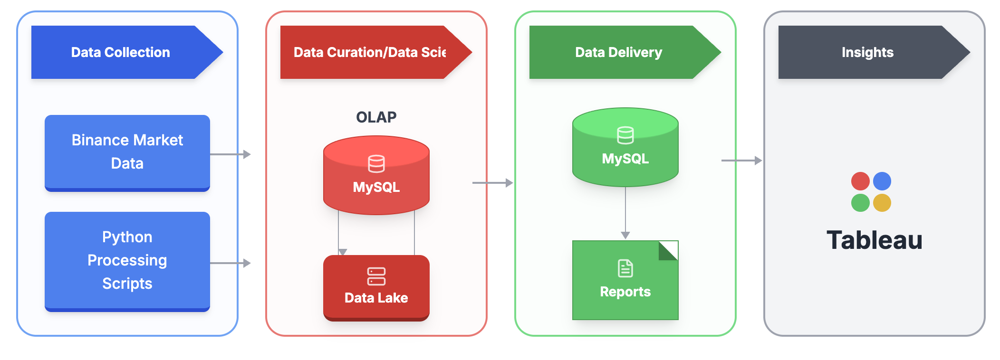 Data Collection
Binance Market
Data
Python
Processing
Scripts
Data Curation/Data Scie
OLAP
MySQL
Data Lake
Data Delivery
MySQL
Reports
Insights
Tableau